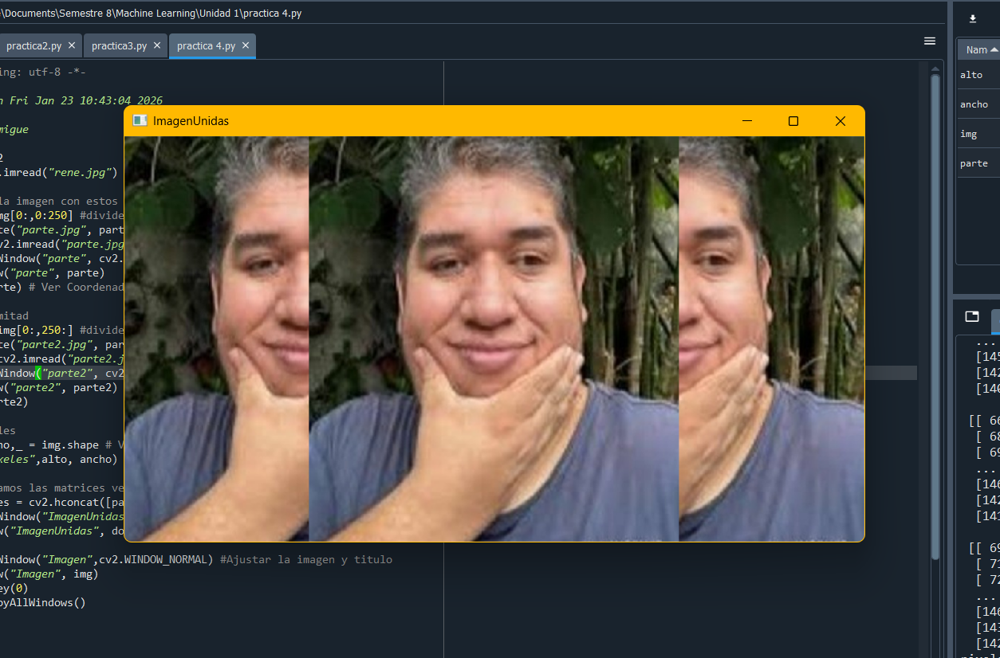 \Documents\Semestre 8\Machine Learning\Unidad 1\practica 4.py
practica2.py
practica3.py
practica 4.py
ing: utf-8 -*-
n Fri Jan 23 10:43:04 2026
migue
2
.imread("rene.jpg")
la imagen con estos
mg[0:,0:250] #divide
te("parte.jpg", part
v2.imread("parte.jpg
Window("parte", cv2.
w("parte", parte)
rte) # Ver Coordenad
mitad
img[0:,250:] #divide
te("parte2.jpg", par
cv2.imread("parte2.j
Window("parte2", cv2
w("parte2", parte2)
rte2)
les
ho,_ = img.shape # V
xeles",alto, ancho)
amos las matrices ve
es = cv2.hconcat([pa
Window("ImagenUnidas
w("ImagenUnidas", do
Window("Imagen",cv2.WINDOW_NORMAL) #Ajustar la imagen y titulo
w("Imagen", img)
ey(0)
oyAllWindows()
ImagenUnidas
Nam
alto
ancho
img
parte
...
[145
[142
[140
[[ 66
[ 68
[ 69
...
[146
[142
[141
[[ 69
[ 71
[ 72
...
[146
[143
[142